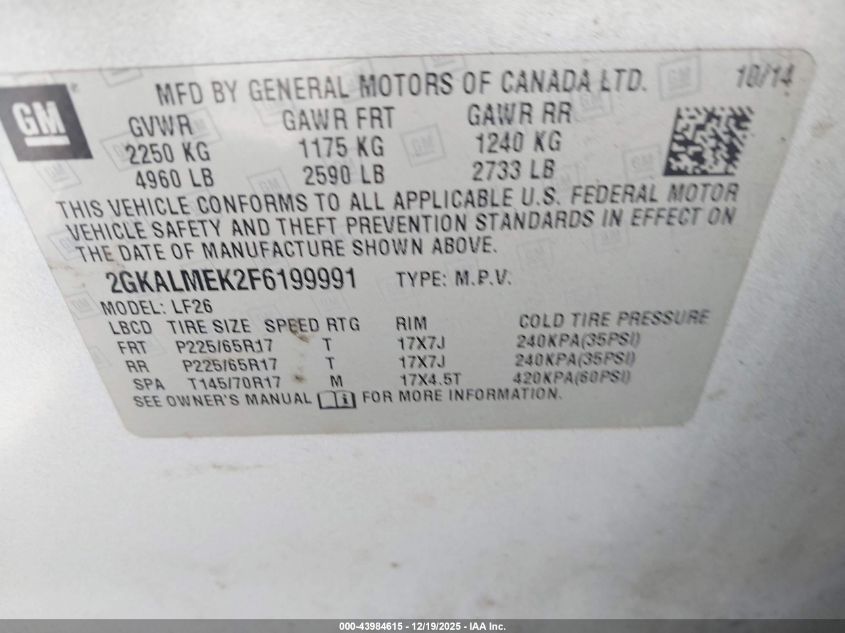 GM
MFD BY GENERAL MOTORS OF CANADA LTD. 10/14
GVWR GAWR FRT GAWR RR
2250 KG 1175 KG 1240 KG
4960 LB 2590 LB 2733 LB
THIS VEHICLE CONFORMS TO ALL APPLICABLE U.S. FEDERAL MOTOR
VEHICLE SAFETY AND THEFT PREVENTION STANDARDS IN EFFECT ON
THE DATE OF MANUFACTURE SHOWN ABOVE.
2GKALMEK2F6199991 TYPE: M.P.V.
MODEL: LF26
LBCD TIRE SIZE SPEED RTG RIM COLD TIRE PRESSURE
FRT P225/65R17 T 17X7J 240KPA(35PSI)
RR P225/65R17 T 17X7J 240KPA(35PSI)
SPA T145/70R17 M 17X4.5T 420KPA(60PSI)
SEE OWNER'S MANUAL FOR MORE INFORMATION.
000-43984615 - 12/19/2025 - IAA Inc.